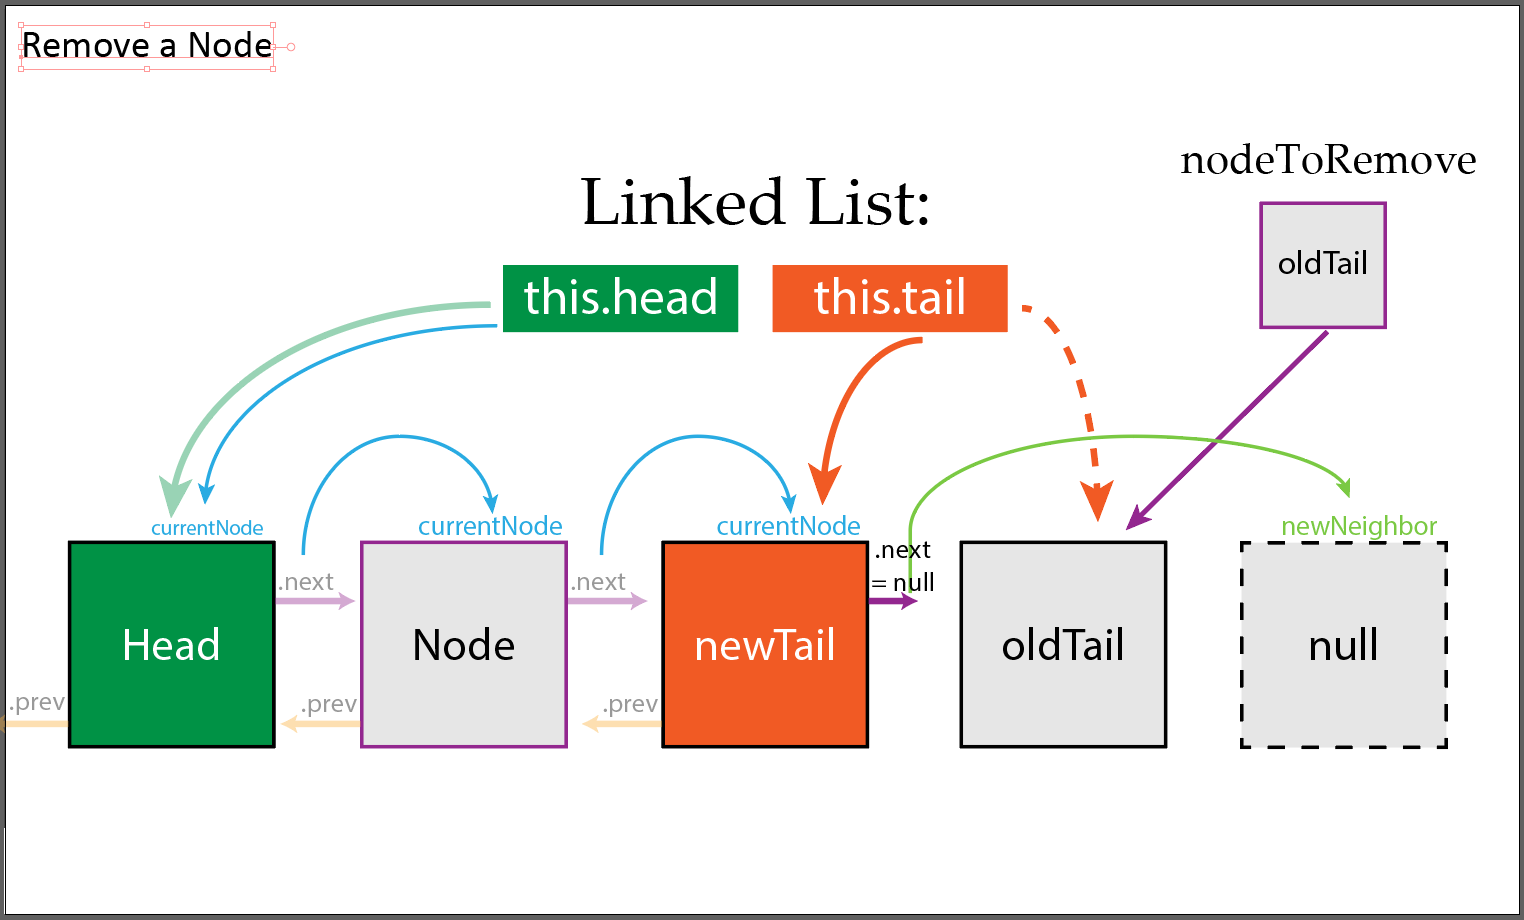 Remove a Node
nodeToRemove
Linked List:
oldTail
this.head
this.tail
currentNode
currentNode
currentNode
newNeighbor
.next
= null
.next
.next
Head
Node
newTail
oldTail
null
.prev
.prev
.prev